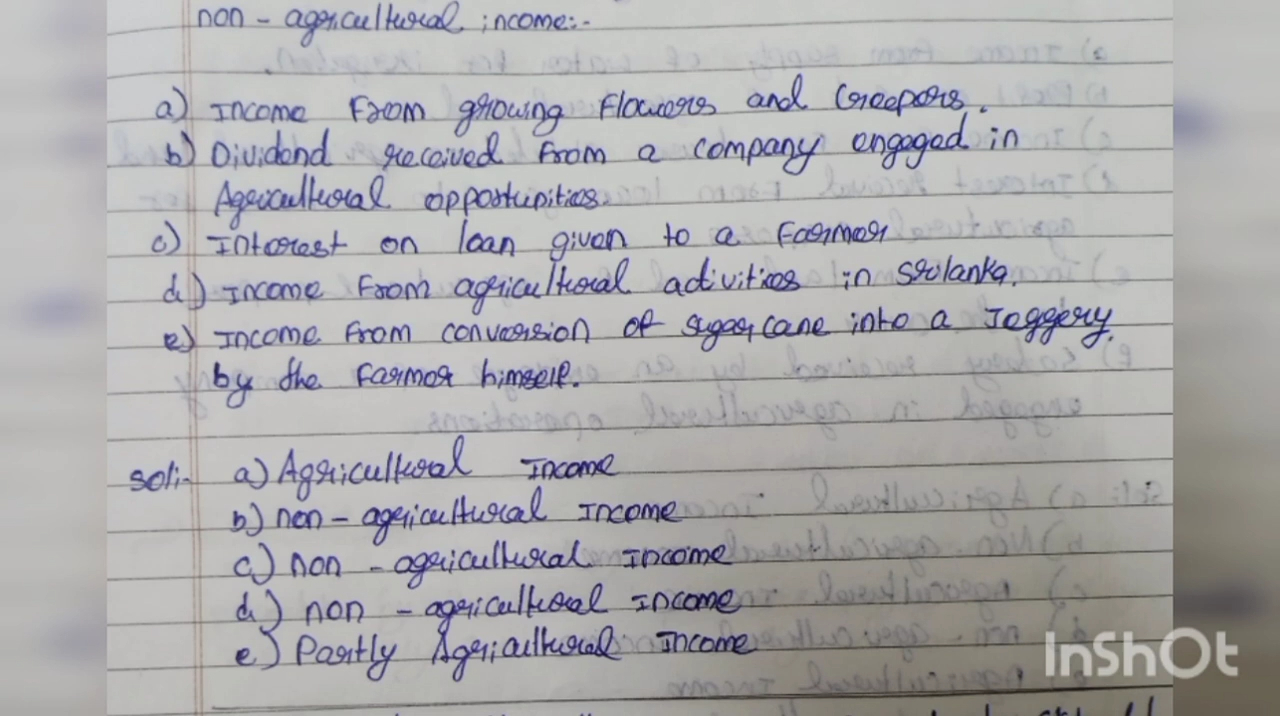 non - agricultural income:-
a) Income From growing Flowers and Creepers.
b) Dividend received from a company engaged in
Agricultural opportunities.
c) Interest on loan given to a Farmer
d) Income From agricultural activities in Srilanka.
e) Income from conversion of sugarcane into a Jaggery.
by the Farmer himself.
Sol:- a) Agricultural Income
b) non - agricultural Income
c) non - agricultural Income
d) non - agricultural Income
e) Partly Agricultural Income
InShOt